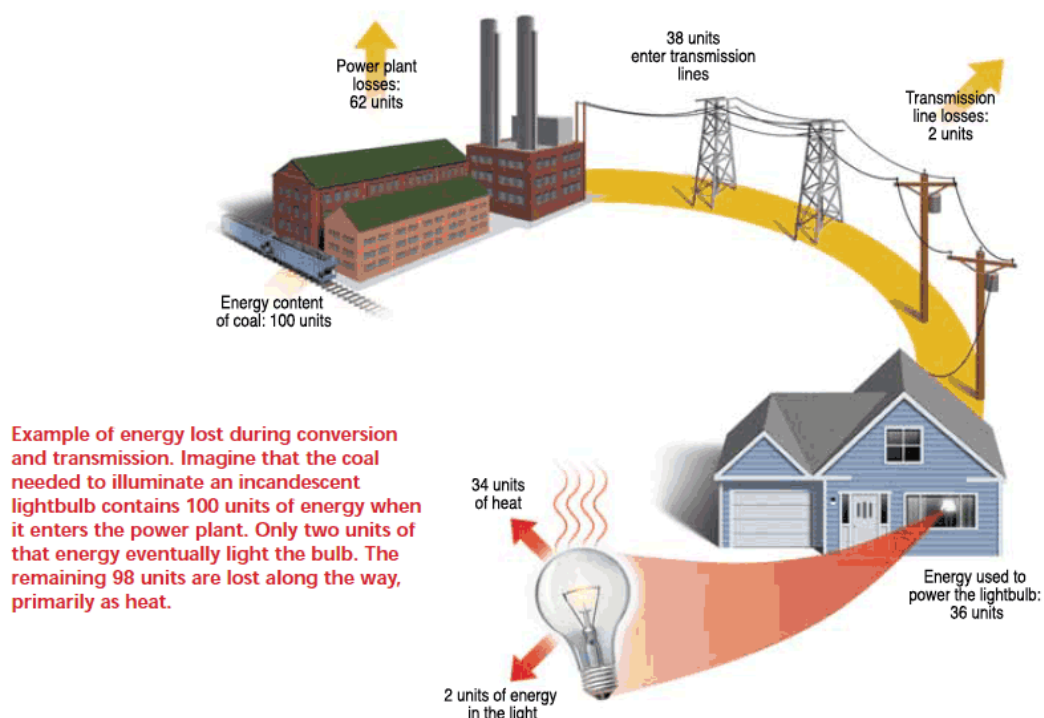 Power plant
losses:
62 units
38 units
enter transmission
lines
Transmission
line losses:
2 units
Energy content
of coal: 100 units
Example of energy lost during conversion
and transmission. Imagine that the coal
needed to illuminate an incandescent
lightbulb contains 100 units of energy when
it enters the power plant. Only two units of
that energy eventually light the bulb. The
remaining 98 units are lost along the way,
primarily as heat.
34 units
of heat
Energy used to
power the lightbulb:
36 units
2 units of energy
in the light